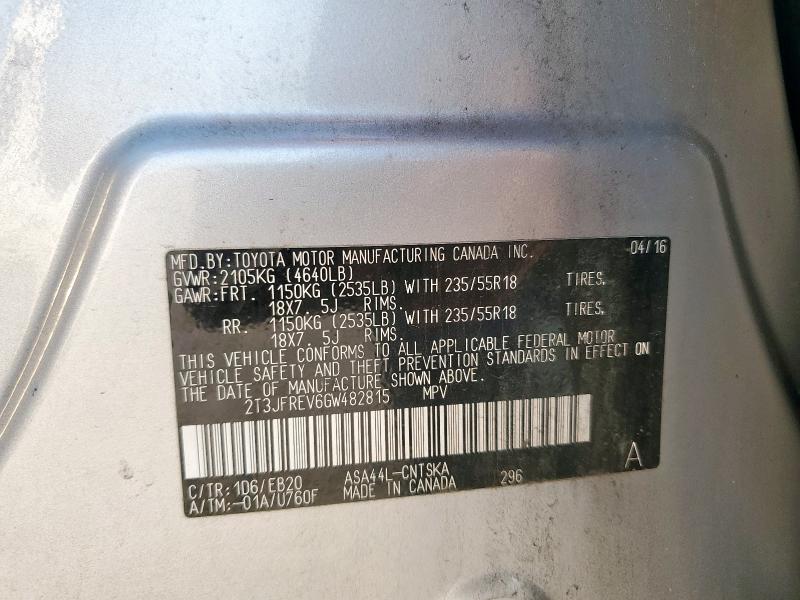 MFD.BY:TOYOTA MOTOR MANUFACTURING CANADA INC. 04/16
GVWR:2105KG (4640LB)
GAWR:FRT. 1150KG (2535LB) WITH 235/55R18 TIRES,
18X7. 5J RIMS.
RR. 1150KG (2535LB) WITH 235/55R18 TIRES,
18X7. 5J RIMS.
THIS VEHICLE CONFORMS TO ALL APPLICABLE FEDERAL MOTOR
VEHICLE SAFETY AND THEFT PREVENTION STANDARDS IN EFFECT ON
THE DATE OF MANUFACTURE SHOWN ABOVE.
2T3JFREV6GW482815 MPV
C/TR:1D6/EB20 ASA44L-CNTSKA 296 A
A/TM:-01A/U760F MADE IN CANADA